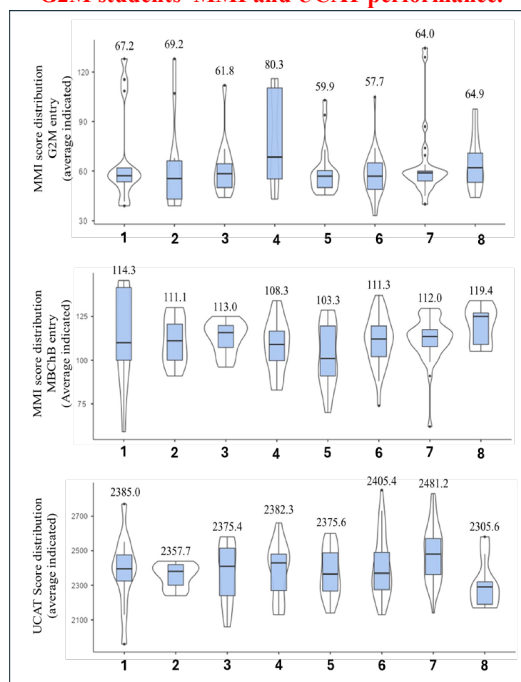 G2M students' MMI and UCAT performance.
MMI score distribution
G2M entry
(average indicated)
120
90
60
30
67.2
69.2
61.8
80.3
59.9
57.7
64.0
64.9
1 2 3 4 5 6 7 8
MMI score distribution
MBChB entry
(Average indicated)
125
100
75
114.3
111.1
113.0
108.3
103.3
111.3
112.0
119.4
1 2 3 4 5 6 7 8
UCAT Score distribution
(average indicated)
2700
2500
2300
2100
2385.0
2357.7
2375.4
2382.3
2375.6
2405.4
2481.2
2305.6
1 2 3 4 5 6 7 8